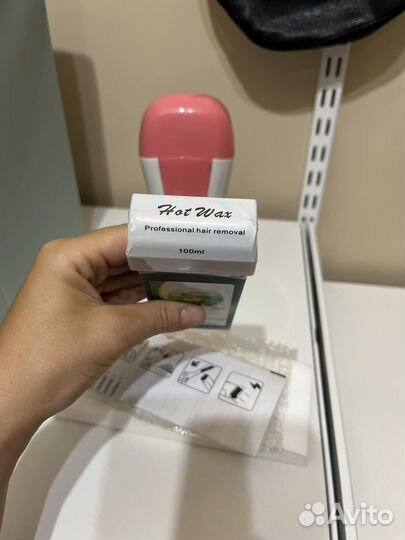 Hot Wax
Professional hair removal
100ml
Avito